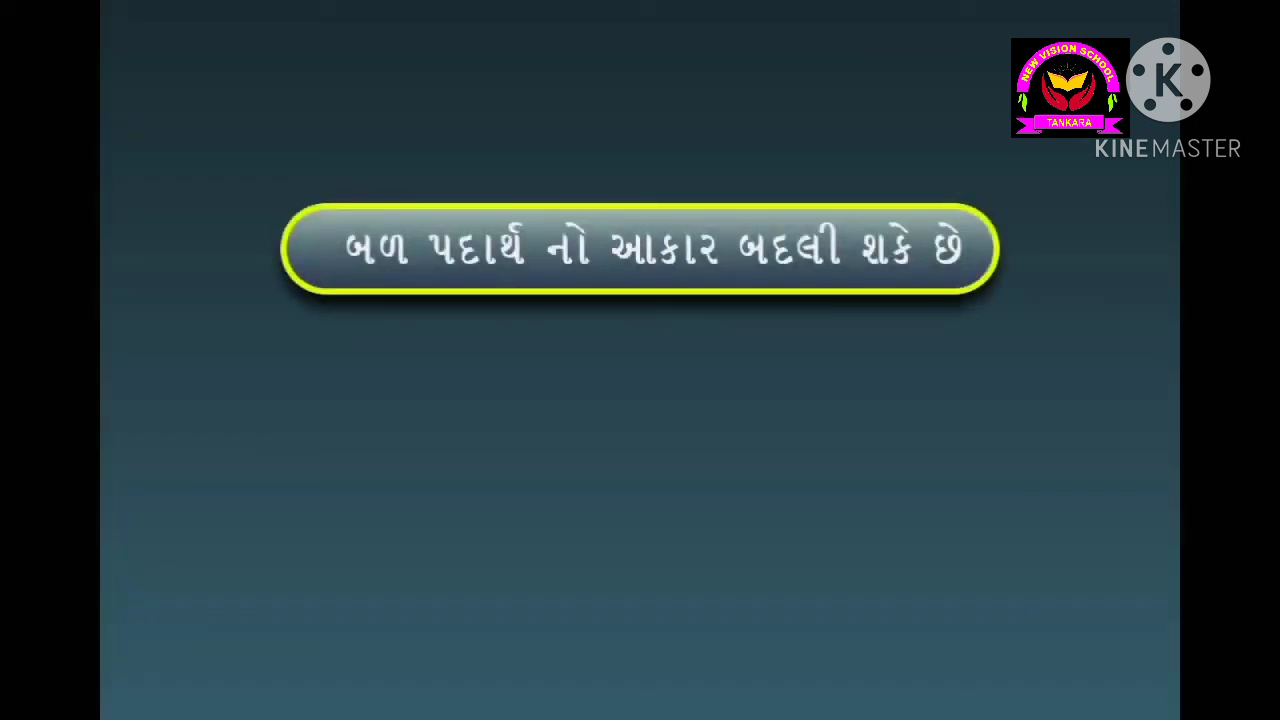 NEW VISION SCHOOL
TANKARA
K
KINEMASTER
બળ પદાર્થ નો આકાર બદલી શકે છે